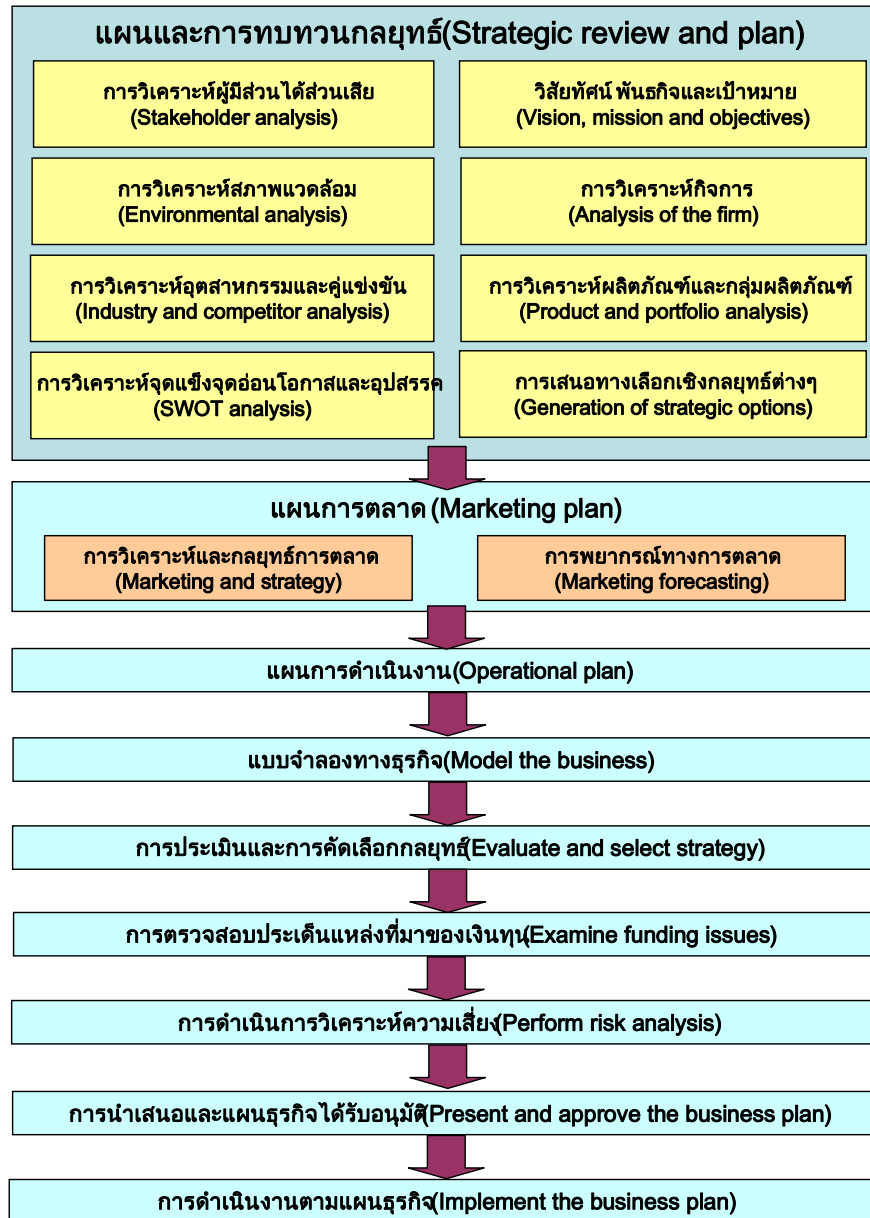 แผนและการทบทวนกลยุทธ์(Strategic review and plan)
การวิเคราะห์ผู้มีส่วนได้ส่วนเสีย
(Stakeholder analysis)
วิสัยทัศน์ พันธกิจและเป้าหมาย
(Vision, mission and objectives)
การวิเคราะห์สภาพแวดล้อม
(Environmental analysis)
การวิเคราะห์กิจการ
(Analysis of the firm)
การวิเคราะห์อุตสาหกรรมและคู่แข่งขัน
(Industry and competitor analysis)
การวิเคราะห์ผลิตภัณฑ์และกลุ่มผลิตภัณฑ์
(Product and portfolio analysis)
การวิเคราะห์จุดแข็งจุดอ่อนโอกาสและอุปสรรค
(SWOT analysis)
การเสนอทางเลือกเชิงกลยุทธ์ต่างๆ
(Generation of strategic options)
แผนการตลาด(Marketing plan)
การวิเคราะห์และกลยุทธ์การตลาด
(Marketing and strategy)
การพยากรณ์ทางการตลาด
(Marketing forecasting)
แผนการดำเนินงาน(Operational plan)
แบบจำลองทางธุรกิจ(Model the business)
การประเมินและการคัดเลือกกลยุทธ์(Evaluate and select strategy)
การตรวจสอบประเด็นแหล่งที่มาของเงินทุน(Examine funding issues)
การดำเนินการวิเคราะห์ความเสี่ยง(Perform risk analysis)
การนำเสนอและแผนธุรกิจได้รับอนุมัติ(Present and approve the business plan)
การดำเนินงานตามแผนธุรกิจ(Implement the business plan)